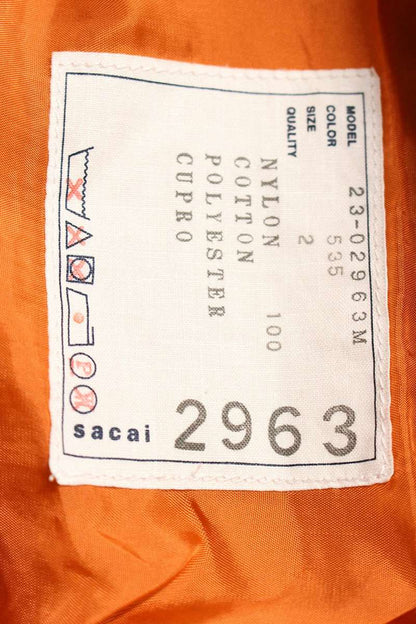 MODEL 23-02963M
COLOR 535
SIZE 2
QUALITY
NYLON 100
COTTON
POLYESTER
CUPRO
P
sacai 2963